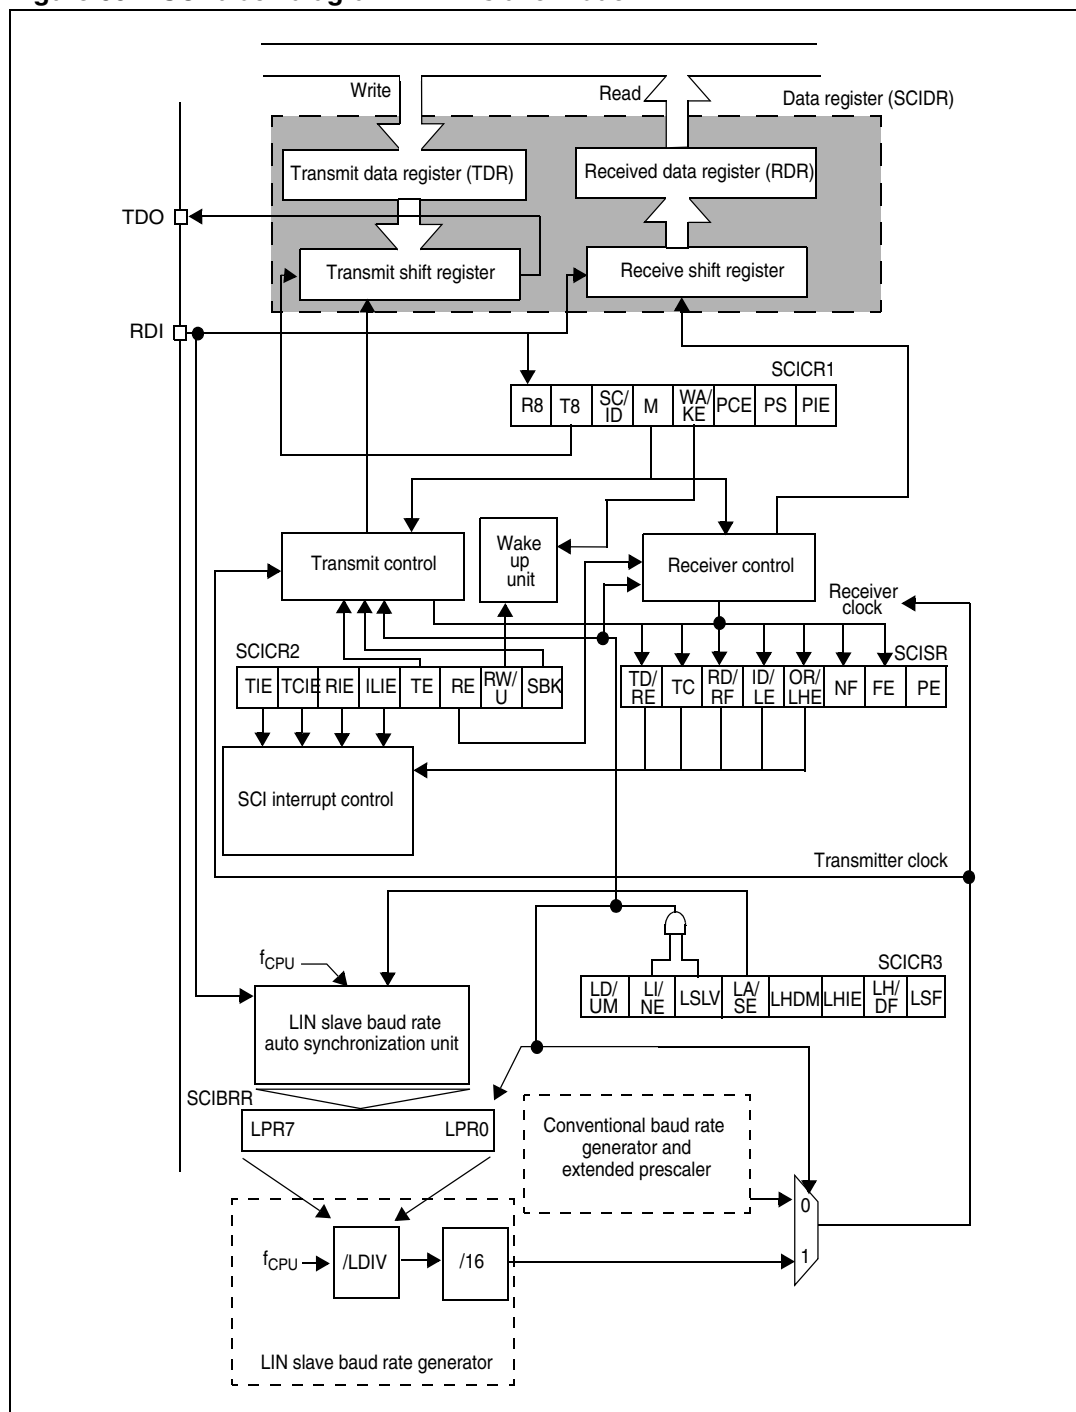 Write
Read
Data register (SCIDR)
Transmit data register (TDR)
Received data register (RDR)
TDO
Transmit shift register
Receive shift register
RDI
SCICR1
R8 T8 SC/ID M WA/KE PCE PS PIE
Transmit control
Wake
up
unit
Receiver control
Receiver
clock
SCICR2
SCISR
TIE TCIE RIE ILIE TE RE RW/U SBK
TD/RE TC RD/RF ID/LE OR/LHE NF FE PE
SCI interrupt control
Transmitter clock
fCPU
SCICR3
LD/UM LI/NE LSLV LA/SE LHDM LHIE LH/DF LSF
LIN slave baud rate
auto synchronization unit
SCIBRR
LPR7 LPR0
Conventional baud rate
generator and
extended prescaler
0
1
fCPU
/LDIV
/16
LIN slave baud rate generator